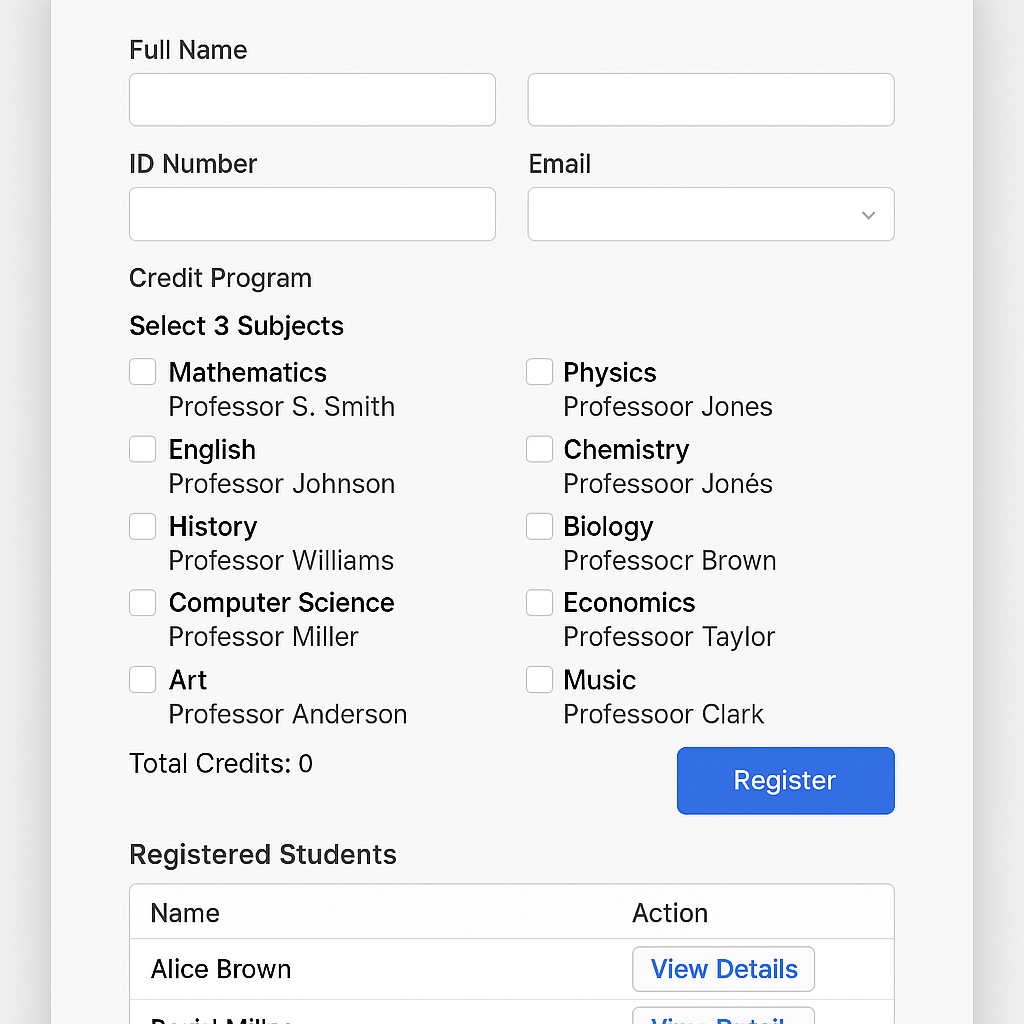 Full Name
ID Number
Email
Credit Program
Select 3 Subjects
Mathematics
Professor S. Smith
Physics
Professoor Jones
English
Professor Johnson
Chemistry
Professoor Jonés
History
Professor Williams
Biology
Professocr Brown
Computer Science
Professor Miller
Economics
Professoor Taylor
Art
Professor Anderson
Music
Professoor Clark
Total Credits: 0
Register
Registered Students
Name Action
Alice Brown View Details